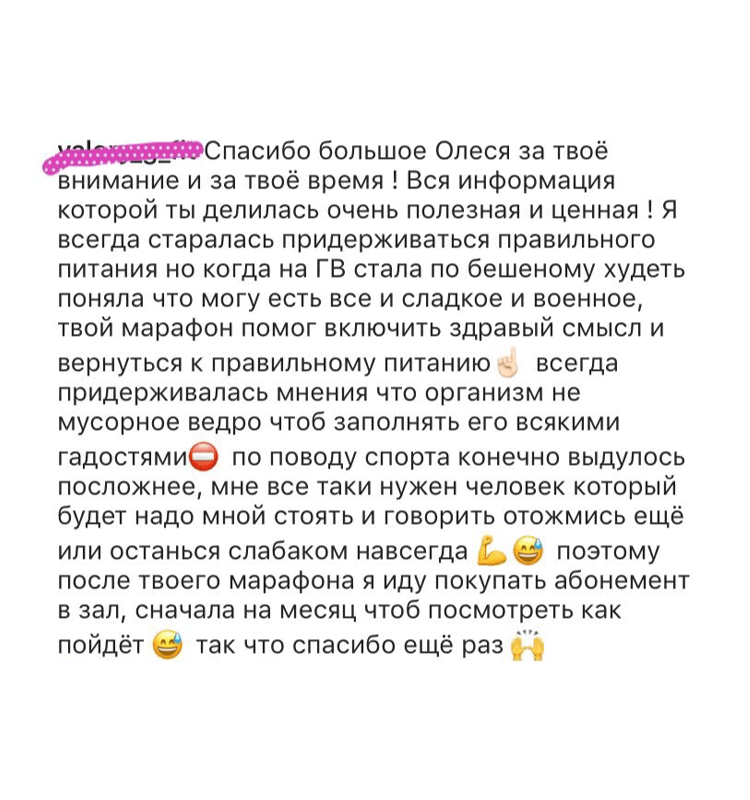 Спасибо большое Олеся за твоё
внимание и за твоё время ! Вся информация
которой ты делилась очень полезная и ценная ! Я
всегда старалась придерживаться правильного
питания но когда на ГВ стала по бешеному худеть
поняла что могу есть все и сладкое и военное,
твой марафон помог включить здравый смысл и
вернуться к правильному питанию☝🏻 всегда
придерживалась мнения что организм не
мусорное ведро чтоб заполнять его всякими
гадостями⛔ по поводу спорта конечно выдулось
посложнее, мне все таки нужен человек который
будет надо мной стоять и говорить отожмись ещё
или останься слабаком навсегда 💪😅 поэтому
после твоего марафона я иду покупать абонемент
в зал, сначала на месяц чтоб посмотреть как
пойдёт 😅 так что спасибо ещё раз 🙌